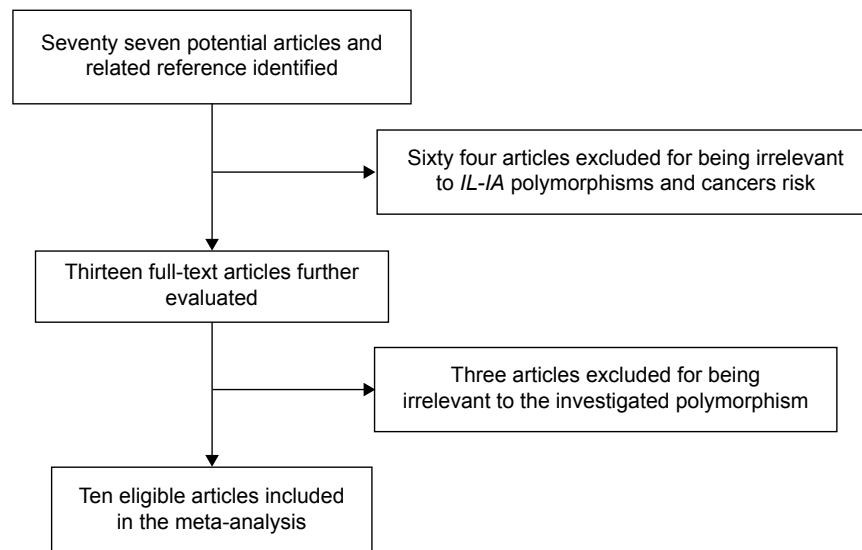 Seventy seven potential articles and
related reference identified
Sixty four articles excluded for being irrelevant
to IL-IA polymorphisms and cancers risk
Thirteen full-text articles further
evaluated
Three articles excluded for being
irrelevant to the investigated polymorphism
Ten eligible articles included
in the meta-analysis